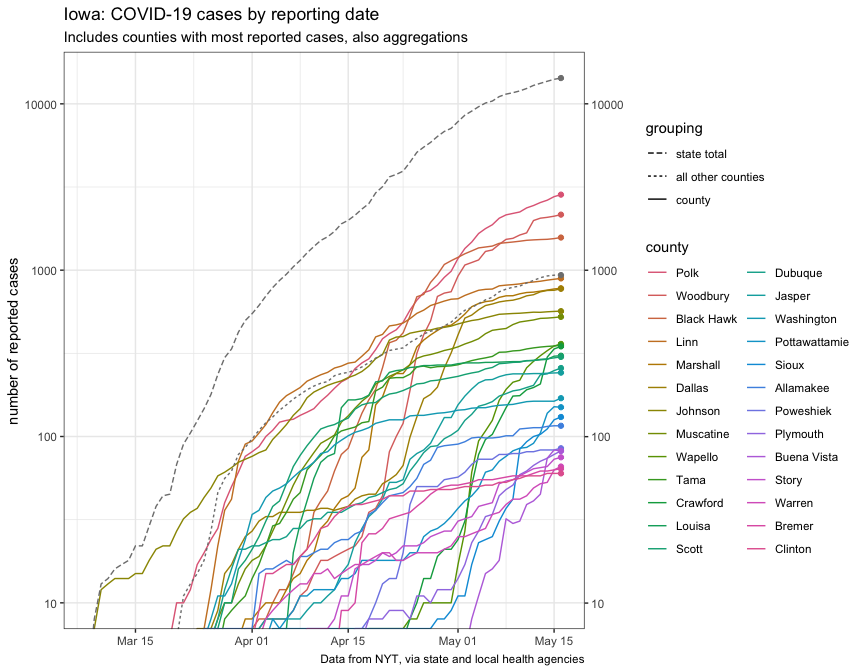 Iowa: COVID-19 cases by reporting date
Includes counties with most reported cases, also aggregations
number of reported cases
10000
1000
100
10
10000
1000
100
10
Mar 15
Apr 01
Apr 15
May 01
May 15
Data from NYT, via state and local health agencies
grouping
state total
all other counties
county
county
Polk
Woodbury
Black Hawk
Linn
Marshall
Dallas
Johnson
Muscatine
Wapello
Tama
Crawford
Louisa
Scott
Dubuque
Jasper
Washington
Pottawattamie
Sioux
Allamakee
Poweshiek
Plymouth
Buena Vista
Story
Warren
Bremer
Clinton